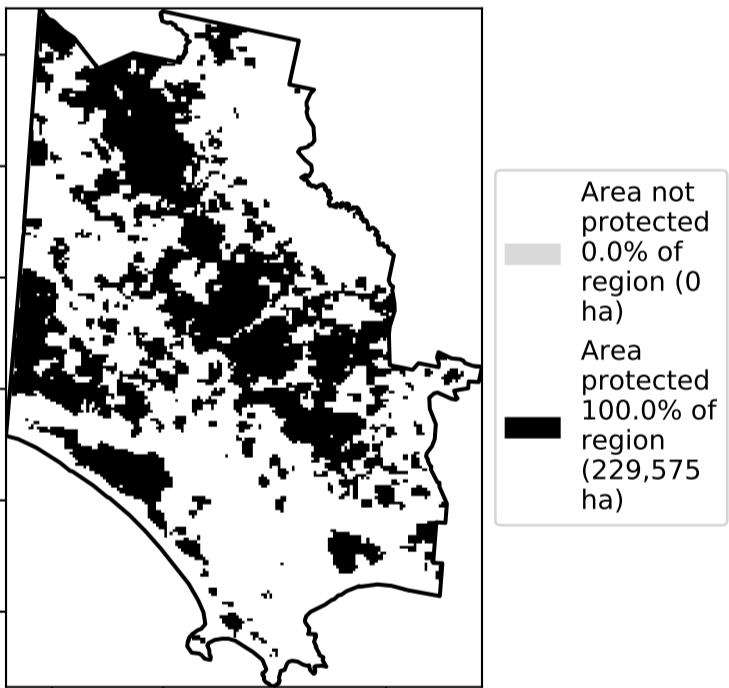 Area not
protected
0.0% of
region (0
ha)
Area
protected
100.0% of
region
(229,575
ha)